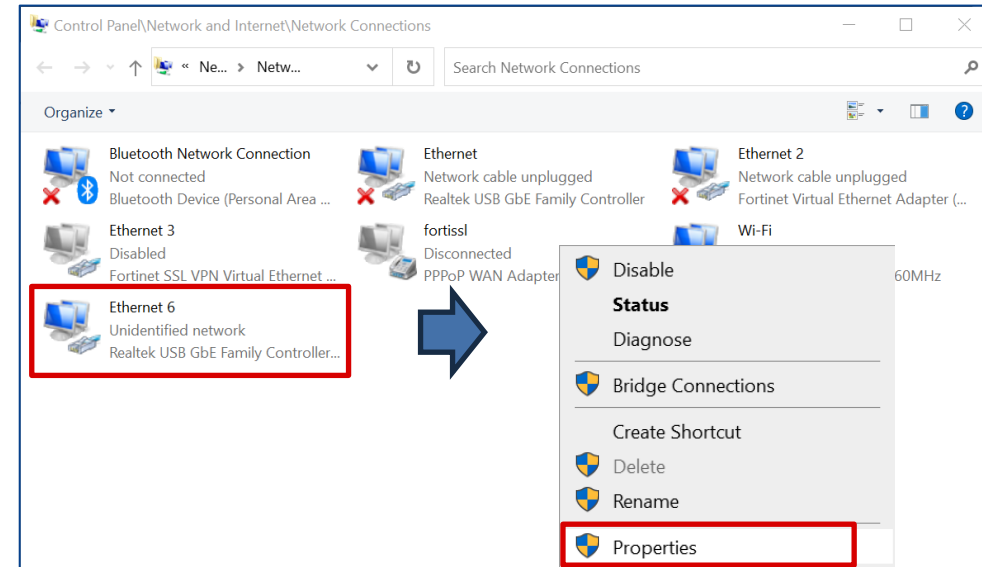 Control Panel\Network and Internet\Network Connections
« Ne... > Netw...
Search Network Connections
Organize
Bluetooth Network Connection
Not connected
Bluetooth Device (Personal Area ...
Ethernet
Network cable unplugged
Realtek USB GbE Family Controller
Ethernet 2
Network cable unplugged
Fortinet Virtual Ethernet Adapter (...
Ethernet 3
Disabled
Fortinet SSL VPN Virtual Ethernet ...
fortissl
Disconnected
PPPoP WAN Adapter
Wi-Fi
60MHz
Ethernet 6
Unidentified network
Realtek USB GbE Family Controller...
Disable
Status
Diagnose
Bridge Connections
Create Shortcut
Delete
Rename
Properties